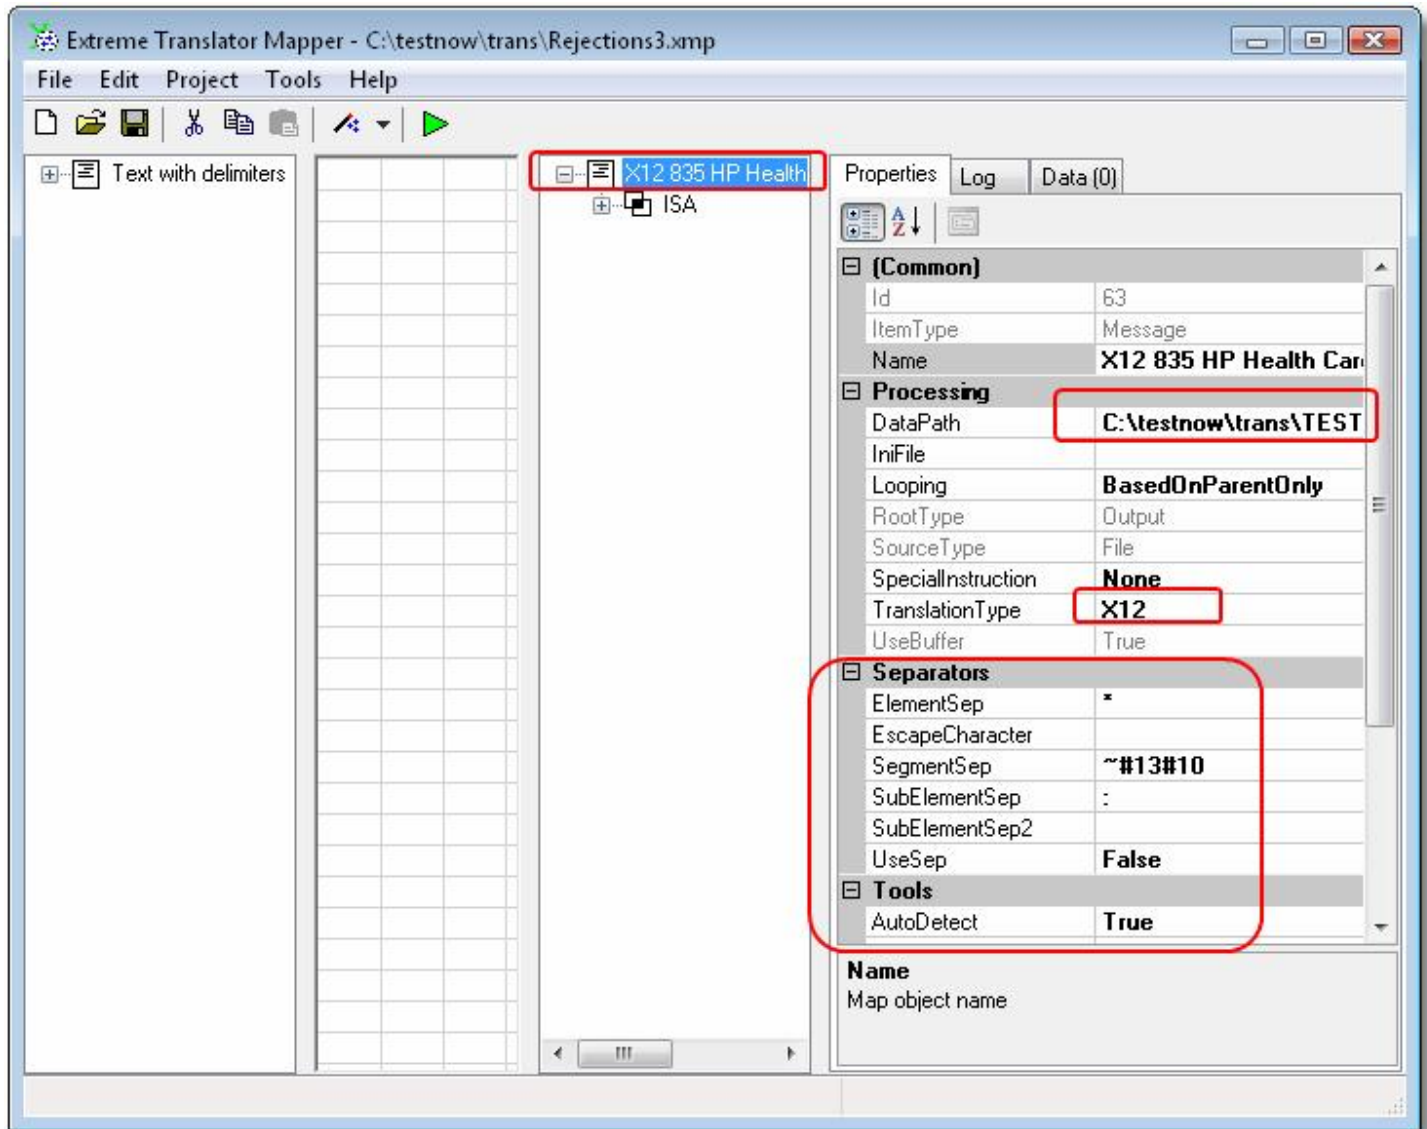 Extreme Translator Mapper - C:\testnow\trans\Rejections3.xmp
File Edit Project Tools Help
Text with delimiters
X12 835 HP Health
ISA
Properties Log Data (0)
(Common)
Id 63
ItemType Message
Name X12 835 HP Health Car
Processing
DataPath C:\testnow\trans\TEST
IniFile
Looping BasedOnParentOnly
RootType Output
SourceType File
SpecialInstruction None
TranslationType X12
UseBuffer True
Separators
ElementSep *
EscapeCharacter
SegmentSep ~#13#10
SubElementSep :
SubElementSep2
UseSep False
Tools
AutoDetect True
Name
Map object name